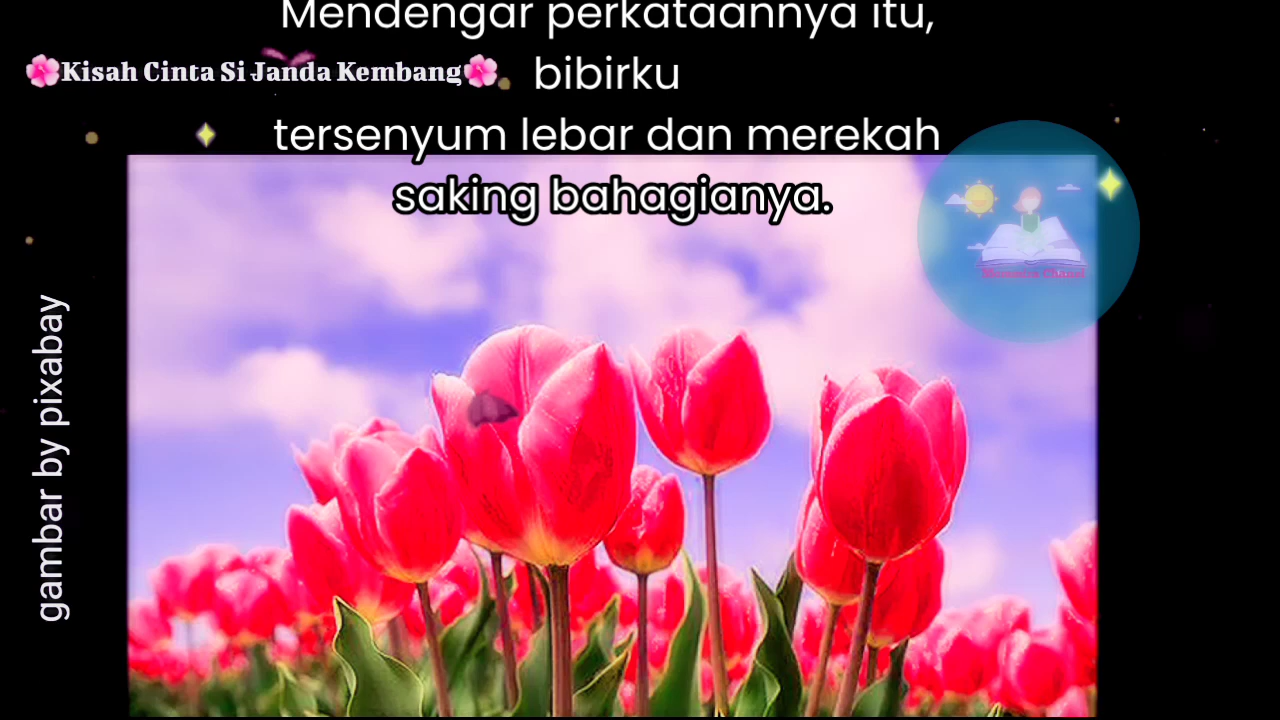 Mendengar perkataannya itu,
🌺Kisah Cinta Si Janda Kembang🌺
bibirku
tersenyum lebar dan merekah
saking bahagianya.
gambar by pixabay